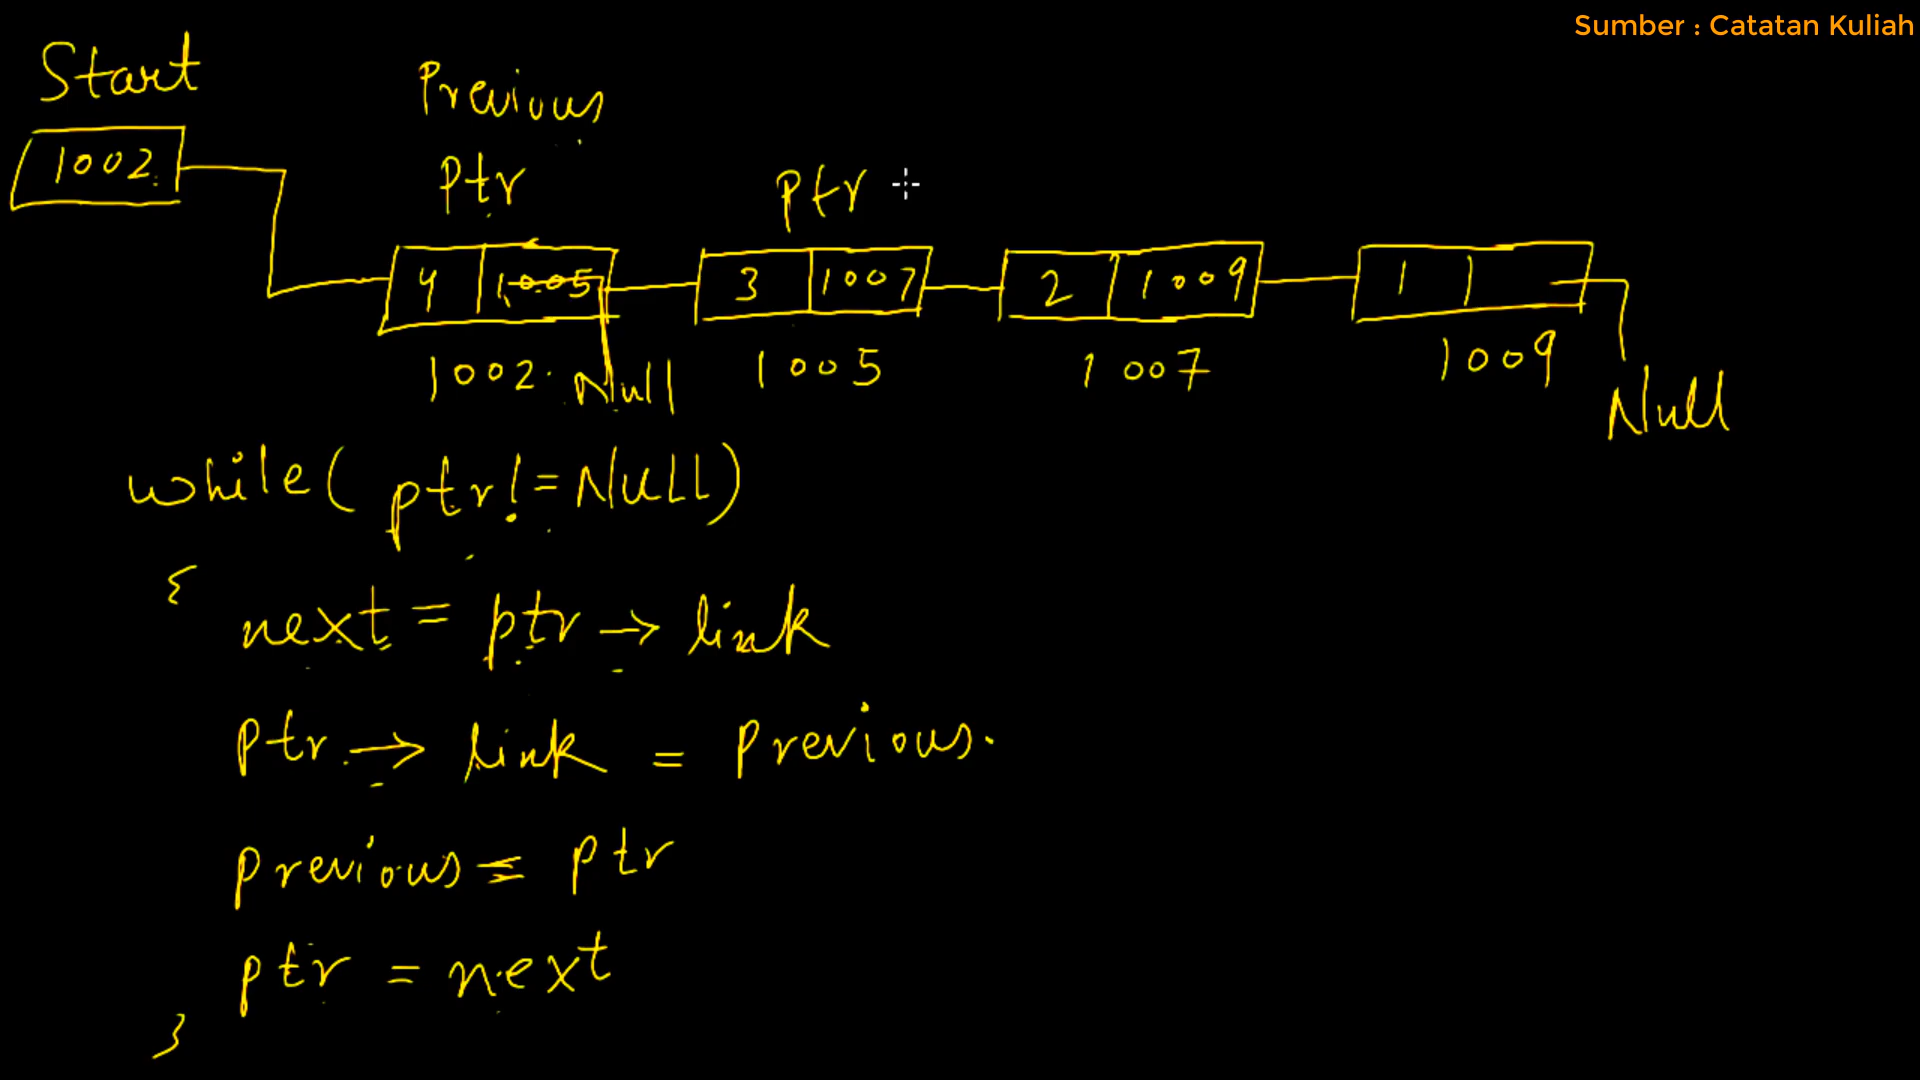 Sumber : Catatan Kuliah
Start
1002
Previous
Ptr
Ptr
4 1005
3 1007
2 1009
1
1002
Null
1005
1007
1009
Null
while( ptr != NULL)
{
next = ptr → link
Ptr → link = Previous.
previous = ptr
ptr = next
}